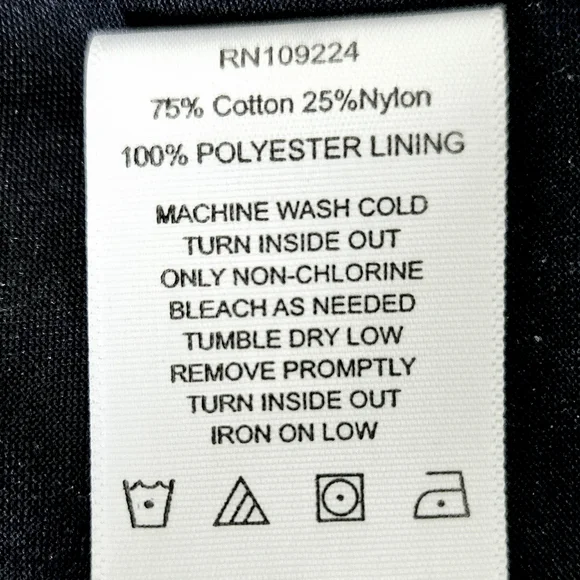 RN109224
75% Cotton 25%Nylon
100% POLYESTER LINING
MACHINE WASH COLD
TURN INSIDE OUT
ONLY NON-CHLORINE
BLEACH AS NEEDED
TUMBLE DRY LOW
REMOVE PROMPTLY
TURN INSIDE OUT
IRON ON LOW